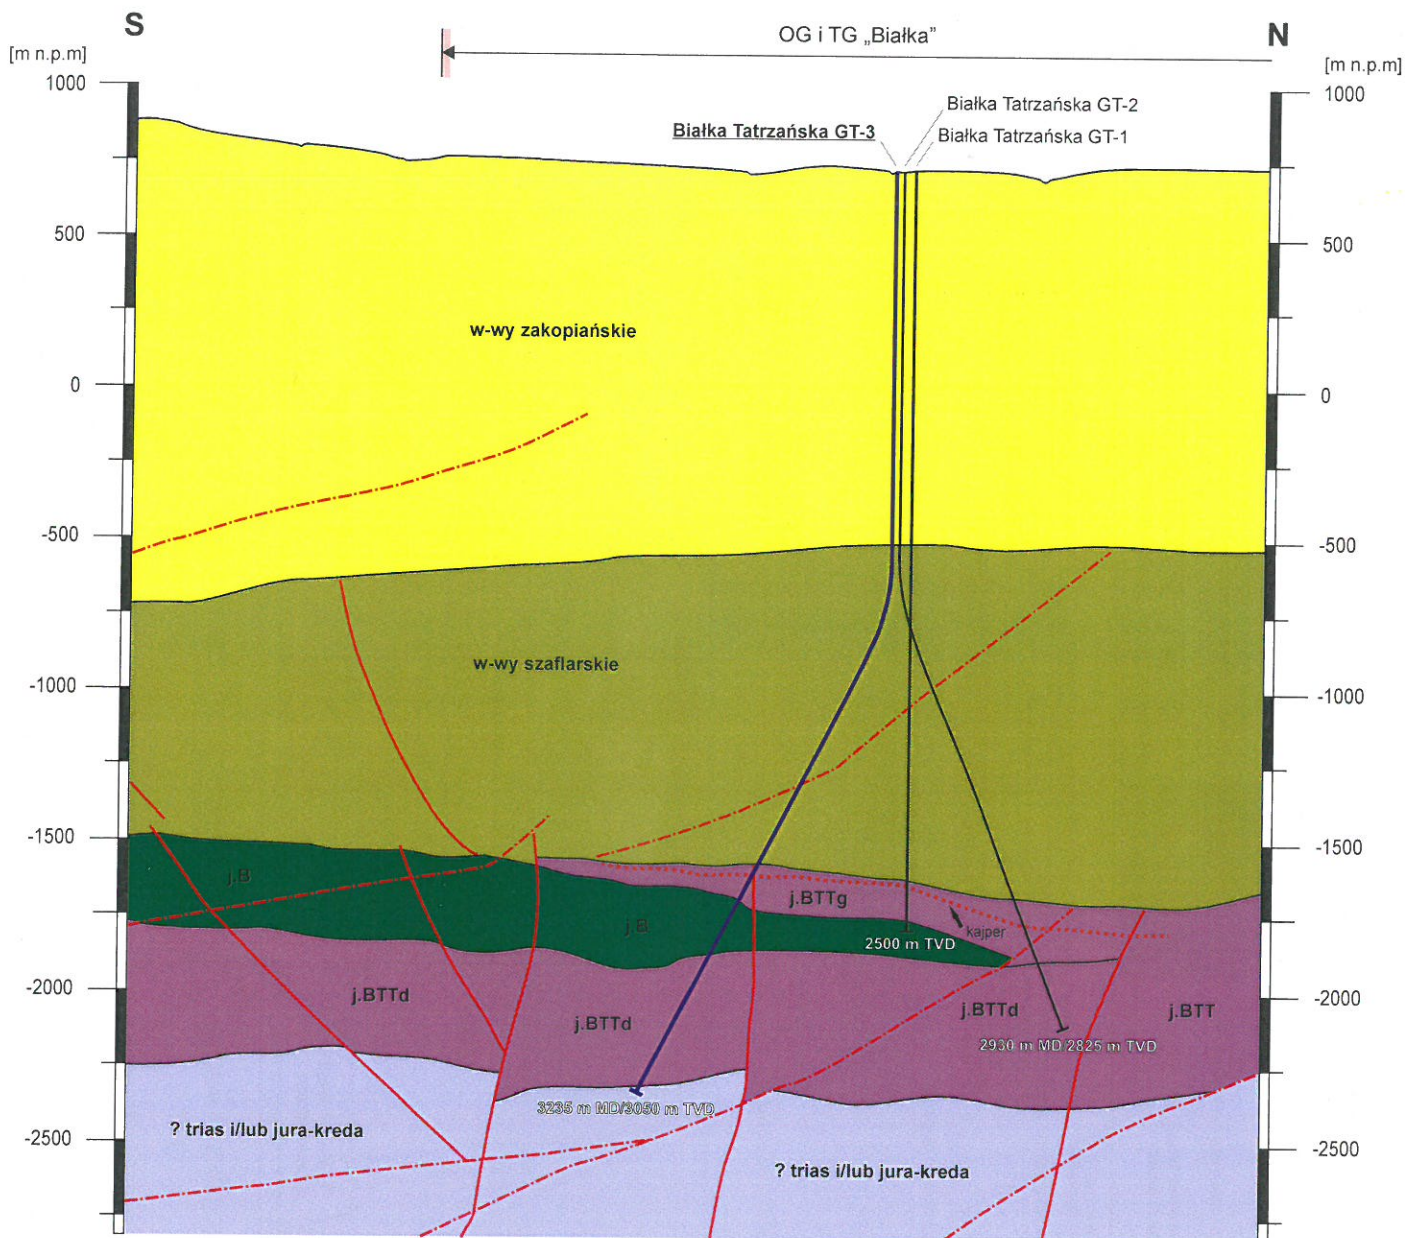 S
OG i TG „Białka”
N
[m n.p.m]
[m n.p.m]
1000
1000
Białka Tatrzańska GT-2
Białka Tatrzańska GT-3
Białka Tatrzańska GT-1
500
500
w-wy zakopiańskie
0
0
-500
-500
w-wy szaflarskie
-1000
-1000
-1500
-1500
j.B
j.BTTg
j.B
kajper
2500 m TVD
-2000
-2000
j.BTTd
j.BTTd
j.BTTd
j.BTT
2930 m MD/2825 m TVD
3235 m MD/3050 m TVD
? trias i/lub jura-kreda
-2500
-2500
? trias i/lub jura-kreda